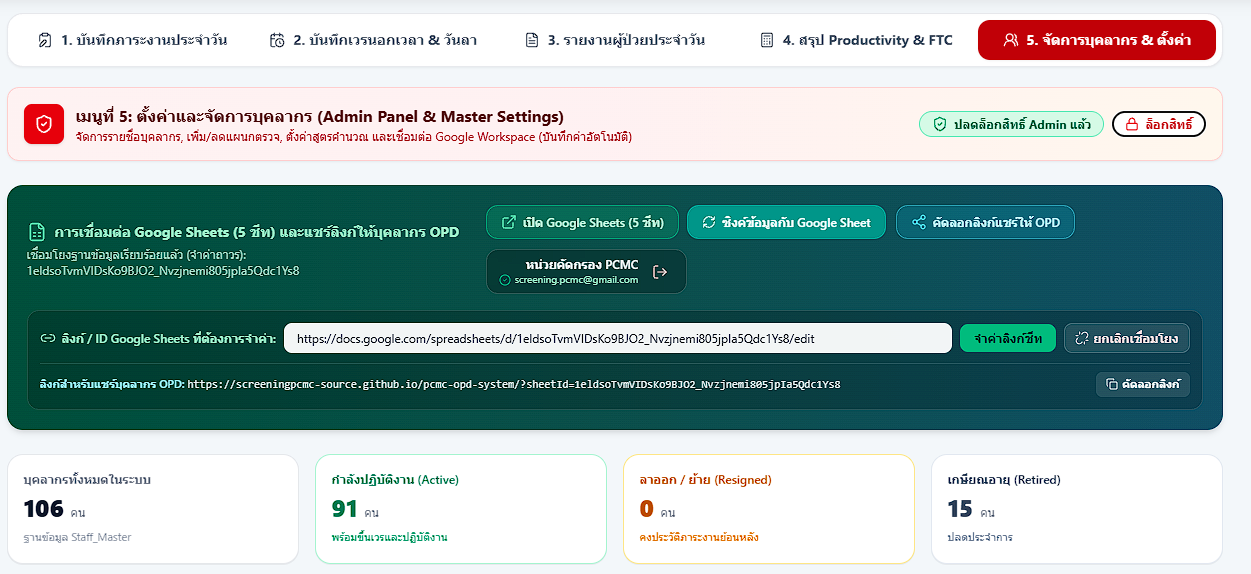 1. บันทึกภาระงานประจำวัน
2. บันทึกเวรนอกเวลา & วันลา
3. รายงานผู้ป่วยประจำวัน
4. สรุป Productivity & FTC
5. จัดการบุคลากร & ตั้งค่า
เมนูที่ 5: ตั้งค่าและจัดการบุคลากร (Admin Panel & Master Settings)
จัดการรายชื่อบุคลากร, เพิ่ม/ลดแผนกตรวจ, ตั้งค่าสูตรคำนวณ และเชื่อมต่อ Google Workspace (บันทึกค่าอัตโนมัติ)
ปลดล็อกสิทธิ์ Admin แล้ว
ล็อกสิทธิ์
การเชื่อมต่อ Google Sheets (5 ชีท) และแชร์ลิงก์ให้บุคลากร OPD
เชื่อมโยงฐานข้อมูลเรียบร้อยแล้ว (จำค่าถาวร):
1eldsoTvmVIDsKo9BJO2_Nvzjnemi805jpIa5Qdc1Ys8
เปิด Google Sheets (5 ชีท)
ซิงค์ข้อมูลกับ Google Sheet
คัดลอกลิงก์แชร์ให้ OPD
หน่วยคัดกรอง PCMC
screening.pcmc@gmail.com
ลิงก์ / ID Google Sheets ที่ต้องการจำค่า:
https://docs.google.com/spreadsheets/d/1eldsoTvmVIDsKo9BJO2_Nvzjnemi805jpIa5Qdc1Ys8/edit
จำค่าลิงก์ชีท
ยกเลิกเชื่อมโยง
ลิงก์สำหรับแชร์บุคลากร OPD: https://screeningpcmc-source.github.io/pcmc-opd-system/?sheetId=1eldsoTvmVIDsKo9BJO2_Nvzjnemi805jpIa5Qdc1Ys8
คัดลอกลิงก์
บุคลากรทั้งหมดในระบบ
106 คน
ฐานข้อมูล Staff_Master
กำลังปฏิบัติงาน (Active)
91 คน
พร้อมขึ้นเวรและปฏิบัติงาน
ลาออก / ย้าย (Resigned)
0 คน
คงประวัติภาระงานย้อนหลัง
เกษียณอายุ (Retired)
15 คน
ปลดประจำการ